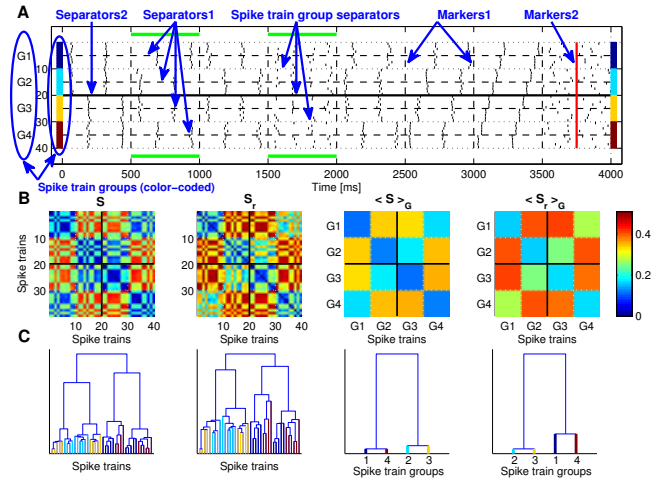 A
Separators2 Separators1 Spike train group separators Markers1 Markers2
G1
10
G2
20
G3
30
G4
40
0 500 1000 1500 2000 2500 3000 3500 4000
Time [ms]
Spike train groups (color-coded)
B
S S_r < S >_G < S_r >_G
Spike trains
10
20
30
10 20 30 40
Spike trains
10
20
30
10 20 30 40
Spike trains
G1
G2
G3
G4
G1 G2 G3 G4
Spike trains
G1
G2
G3
G4
G1 G2 G3 G4
Spike trains
0.4
0.2
0
C
Spike trains
Spike trains
1 4 2 3
Spike train groups
2 3 1 4
Spike train groups